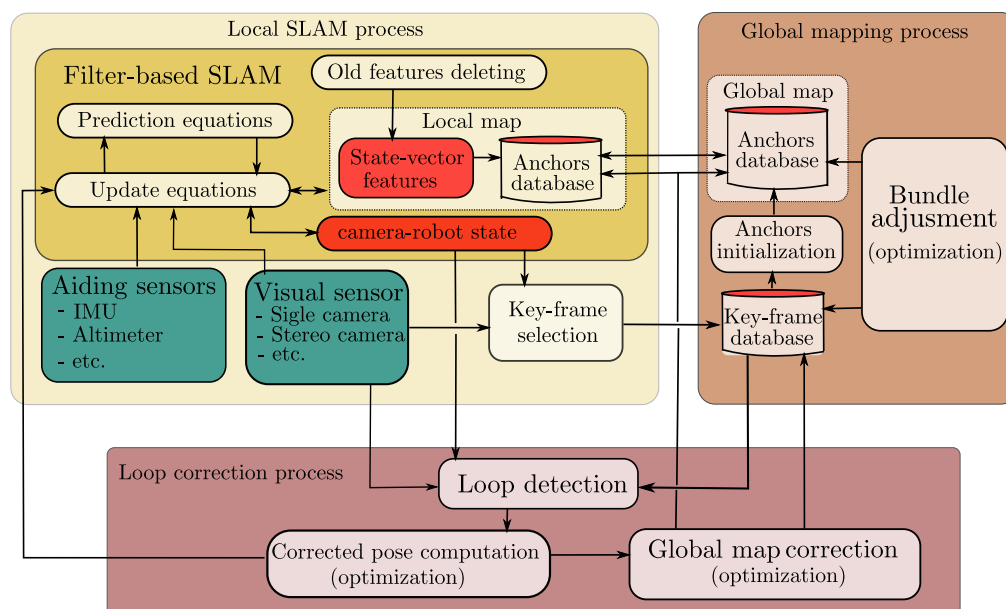 Local SLAM process
Filter-based SLAM
Old features deleting
Prediction equations
Local map
State-vector
features
Anchors
database
Update equations
camera-robot state
Aiding sensors
- IMU
- Altimeter
- etc.
Visual sensor
- Sigle camera
- Stereo camera
- etc.
Key-frame
selection
Global mapping process
Global map
Anchors
database
Anchors
initialization
Key-frame
database
Bundle
adjusment
(optimization)
Loop correction process
Loop detection
Corrected pose computation
(optimization)
Global map correction
(optimization)